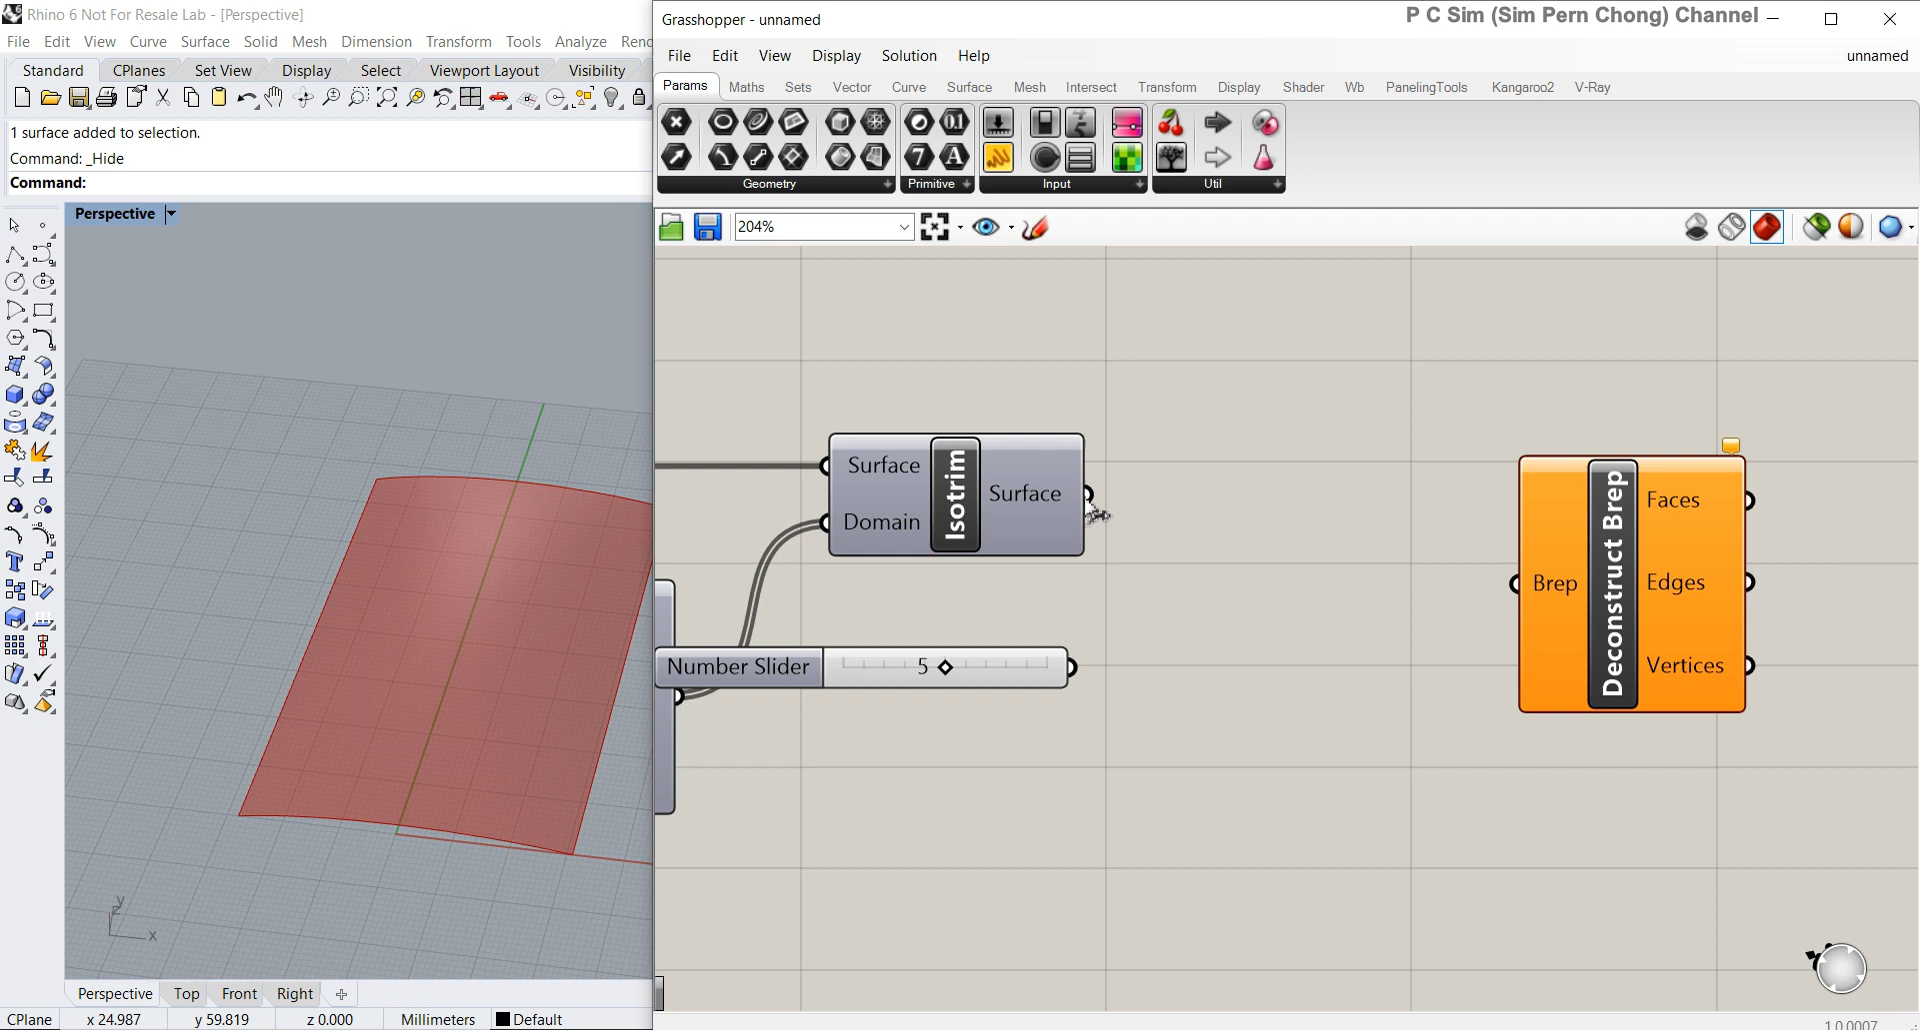 Rhino 6 Not For Resale Lab - [Perspective]
File Edit View Curve Surface Solid Mesh Dimension Transform Tools Analyze Rend
Standard CPlanes Set View Display Select Viewport Layout Visibility
1 surface added to selection.
Command: _Hide
Command:
Perspective
y
z
x
Perspective Top Front Right
CPlane x 24.987 y 59.819 z 0.000 Millimeters Default
Grasshopper - unnamed
P C Sim (Sim Pern Chong) Channel
File Edit View Display Solution Help
unnamed
Params Maths Sets Vector Curve Surface Mesh Intersect Transform Display Shader Wb PanelingTools Kangaroo2 V-Ray
Geometry Primitive Input Util
204%
Surface
Domain
Isotrim
Surface
Number Slider 5
Brep
Deconstruct Brep
Faces
Edges
Vertices
1.0.0007